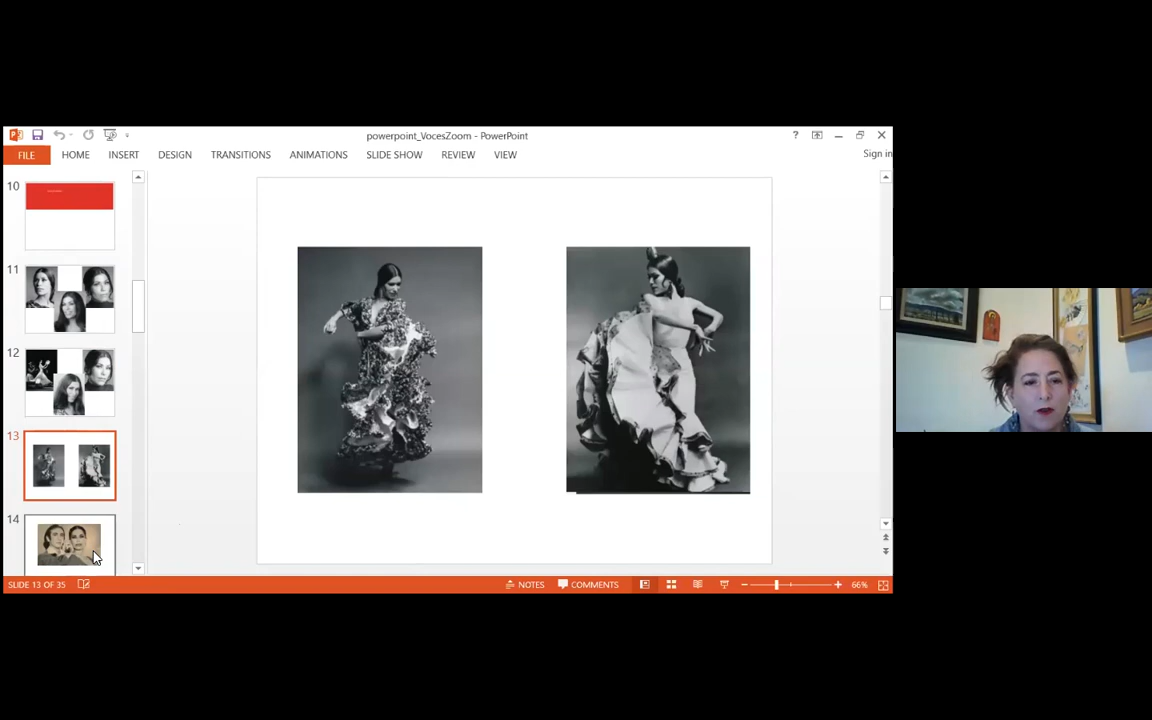 powerpoint_VocesZoom - PowerPoint
FILE HOME INSERT DESIGN TRANSITIONS ANIMATIONS SLIDE SHOW REVIEW VIEW
Sign in
10
11
12
13
14
SLIDE 13 OF 35
NOTES COMMENTS 66%